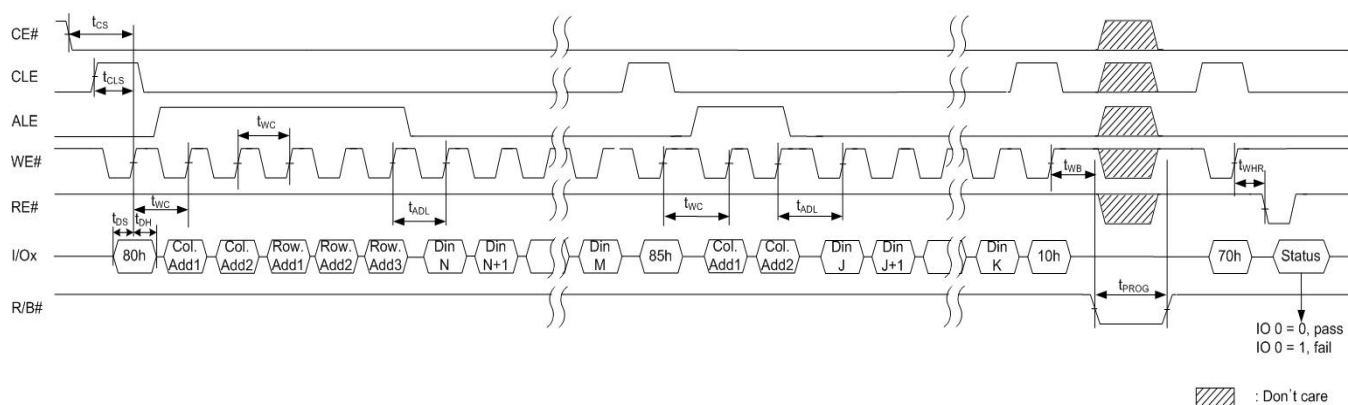 CE#
tCS
CLE
tCLS
ALE
tWC
WE#
tWB
tWHR
RE#
tDS
tDH
tWC
tADL
tWC
tADL
I/Ox
80h
Col. Add1
Col. Add2
Row. Add1
Row. Add2
Row. Add3
Din N
Din N+1
Din M
85h
Col. Add1
Col. Add2
Din J
Din J+1
Din K
10h
70h
Status
R/B#
tPROG
IO 0 = 0, pass
IO 0 = 1, fail
: Don`t care